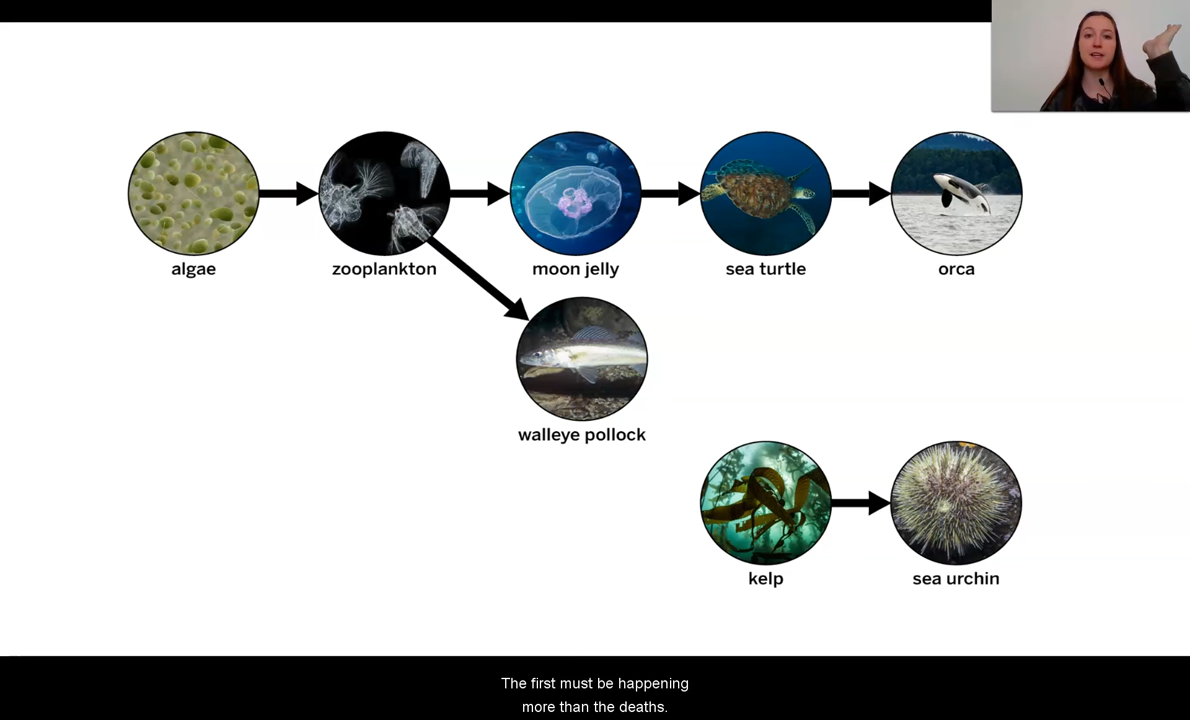 algae
zooplankton
moon jelly
sea turtle
orca
walleye pollock
kelp
sea urchin
The first must be happening
more than the deaths.